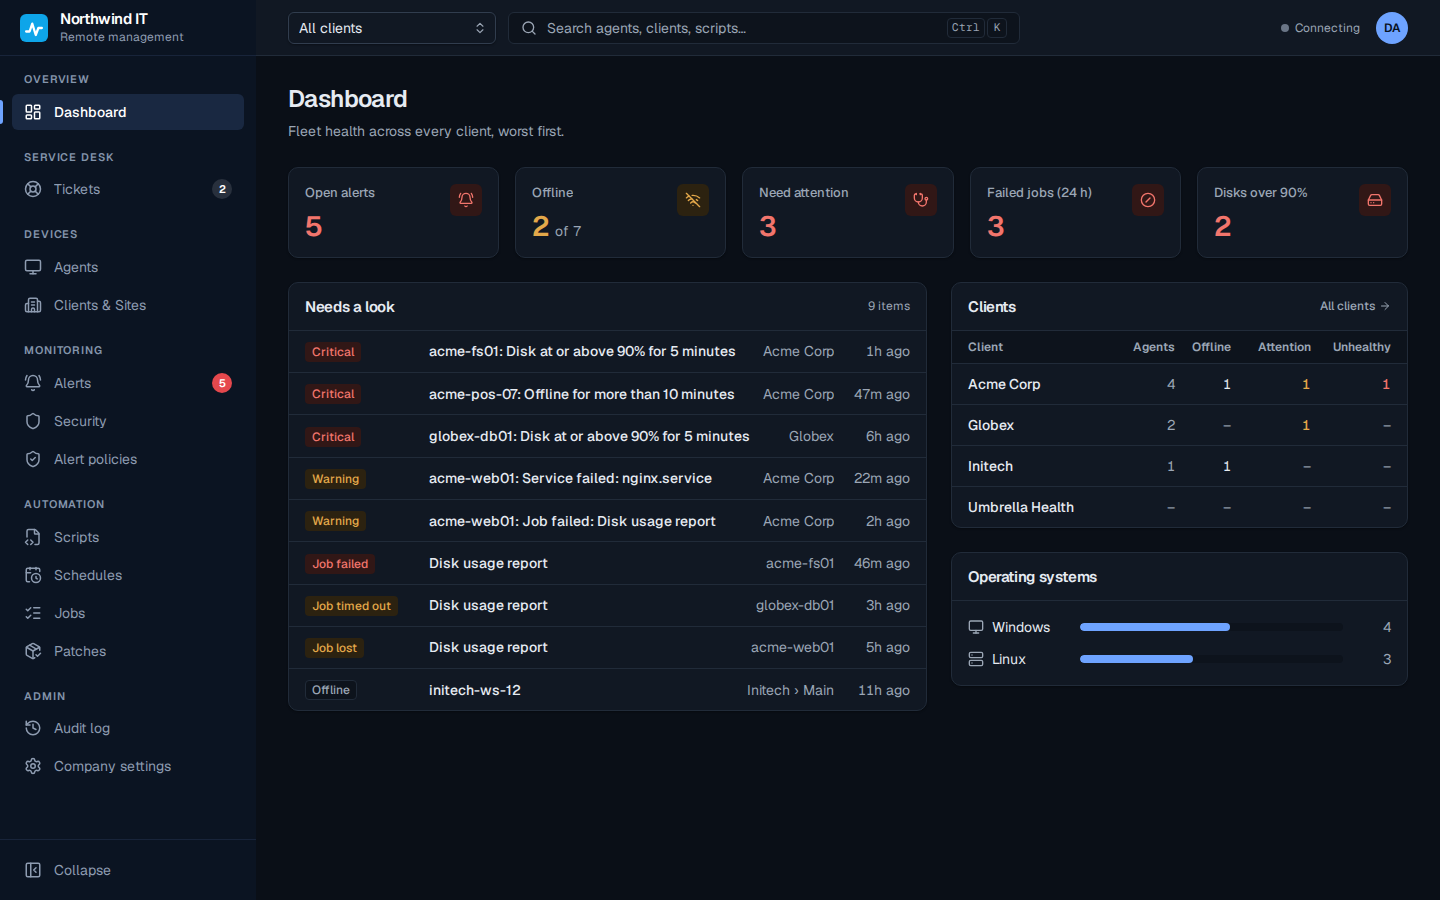 Northwind IT
Remote management
All clients
Search agents, clients, scripts...
Ctrl K
Connecting
DA
OVERVIEW
Dashboard
SERVICE DESK
Tickets 2
DEVICES
Agents
Clients & Sites
MONITORING
Alerts 5
Security
Alert policies
AUTOMATION
Scripts
Schedules
Jobs
Patches
ADMIN
Audit log
Company settings
Collapse
Dashboard
Fleet health across every client, worst first.
Open alerts
5
Offline
2 of 7
Need attention
3
Failed jobs (24 h)
3
Disks over 90%
2
Needs a look 9 items
Critical acme-fs01: Disk at or above 90% for 5 minutes Acme Corp 1h ago
Critical acme-pos-07: Offline for more than 10 minutes Acme Corp 47m ago
Critical globex-db01: Disk at or above 90% for 5 minutes Globex 6h ago
Warning acme-web01: Service failed: nginx.service Acme Corp 22m ago
Warning acme-web01: Job failed: Disk usage report Acme Corp 2h ago
Job failed Disk usage report acme-fs01 46m ago
Job timed out Disk usage report globex-db01 3h ago
Job lost Disk usage report acme-web01 5h ago
Offline initech-ws-12 Initech › Main 11h ago
Clients All clients →
Client Agents Offline Attention Unhealthy
Acme Corp 4 1 1 1
Globex 2 – 1 –
Initech 1 1 – –
Umbrella Health – – – –
Operating systems
Windows 4
Linux 3